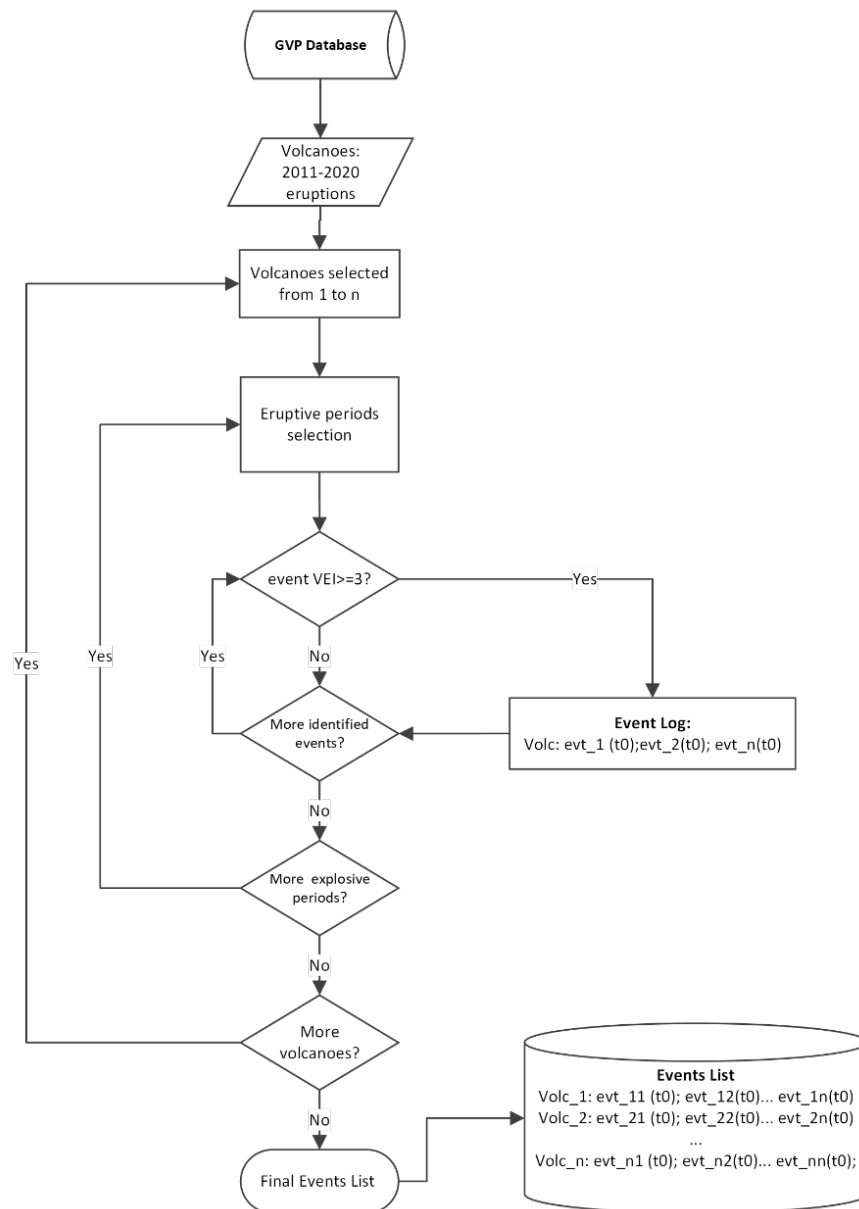 GVP Database
Volcanoes:
2011-2020
eruptions
Volcanoes selected
from 1 to n
Eruptive periods
selection
event VEI>=3?
Yes
No
Yes
Yes
Yes
More identified
events?
Event Log:
Volc: evt_1 (t0);evt_2(t0); evt_n(t0)
No
More explosive
periods?
No
More
volcanoes?
No
Final Events List
Events List
Volc_1: evt_11 (t0); evt_12(t0)... evt_1n(t0)
Volc_2: evt_21 (t0); evt_22(t0)... evt_2n(t0)
...
Volc_n: evt_n1 (t0); evt_n2(t0)... evt_nn(t0);